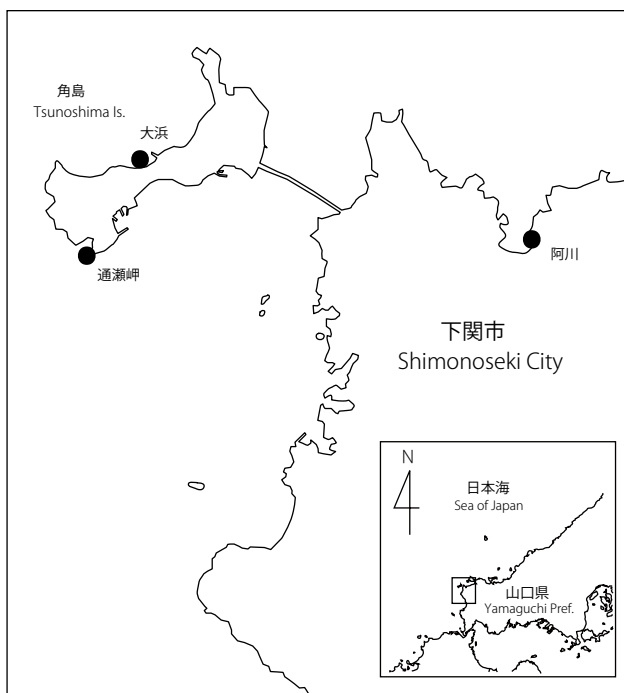 角島
Tsunoshima Is.
大浜
通瀬岬
阿川
下関市
Shimonoseki City
N
日本海
Sea of Japan
山口県
Yamaguchi Pref.